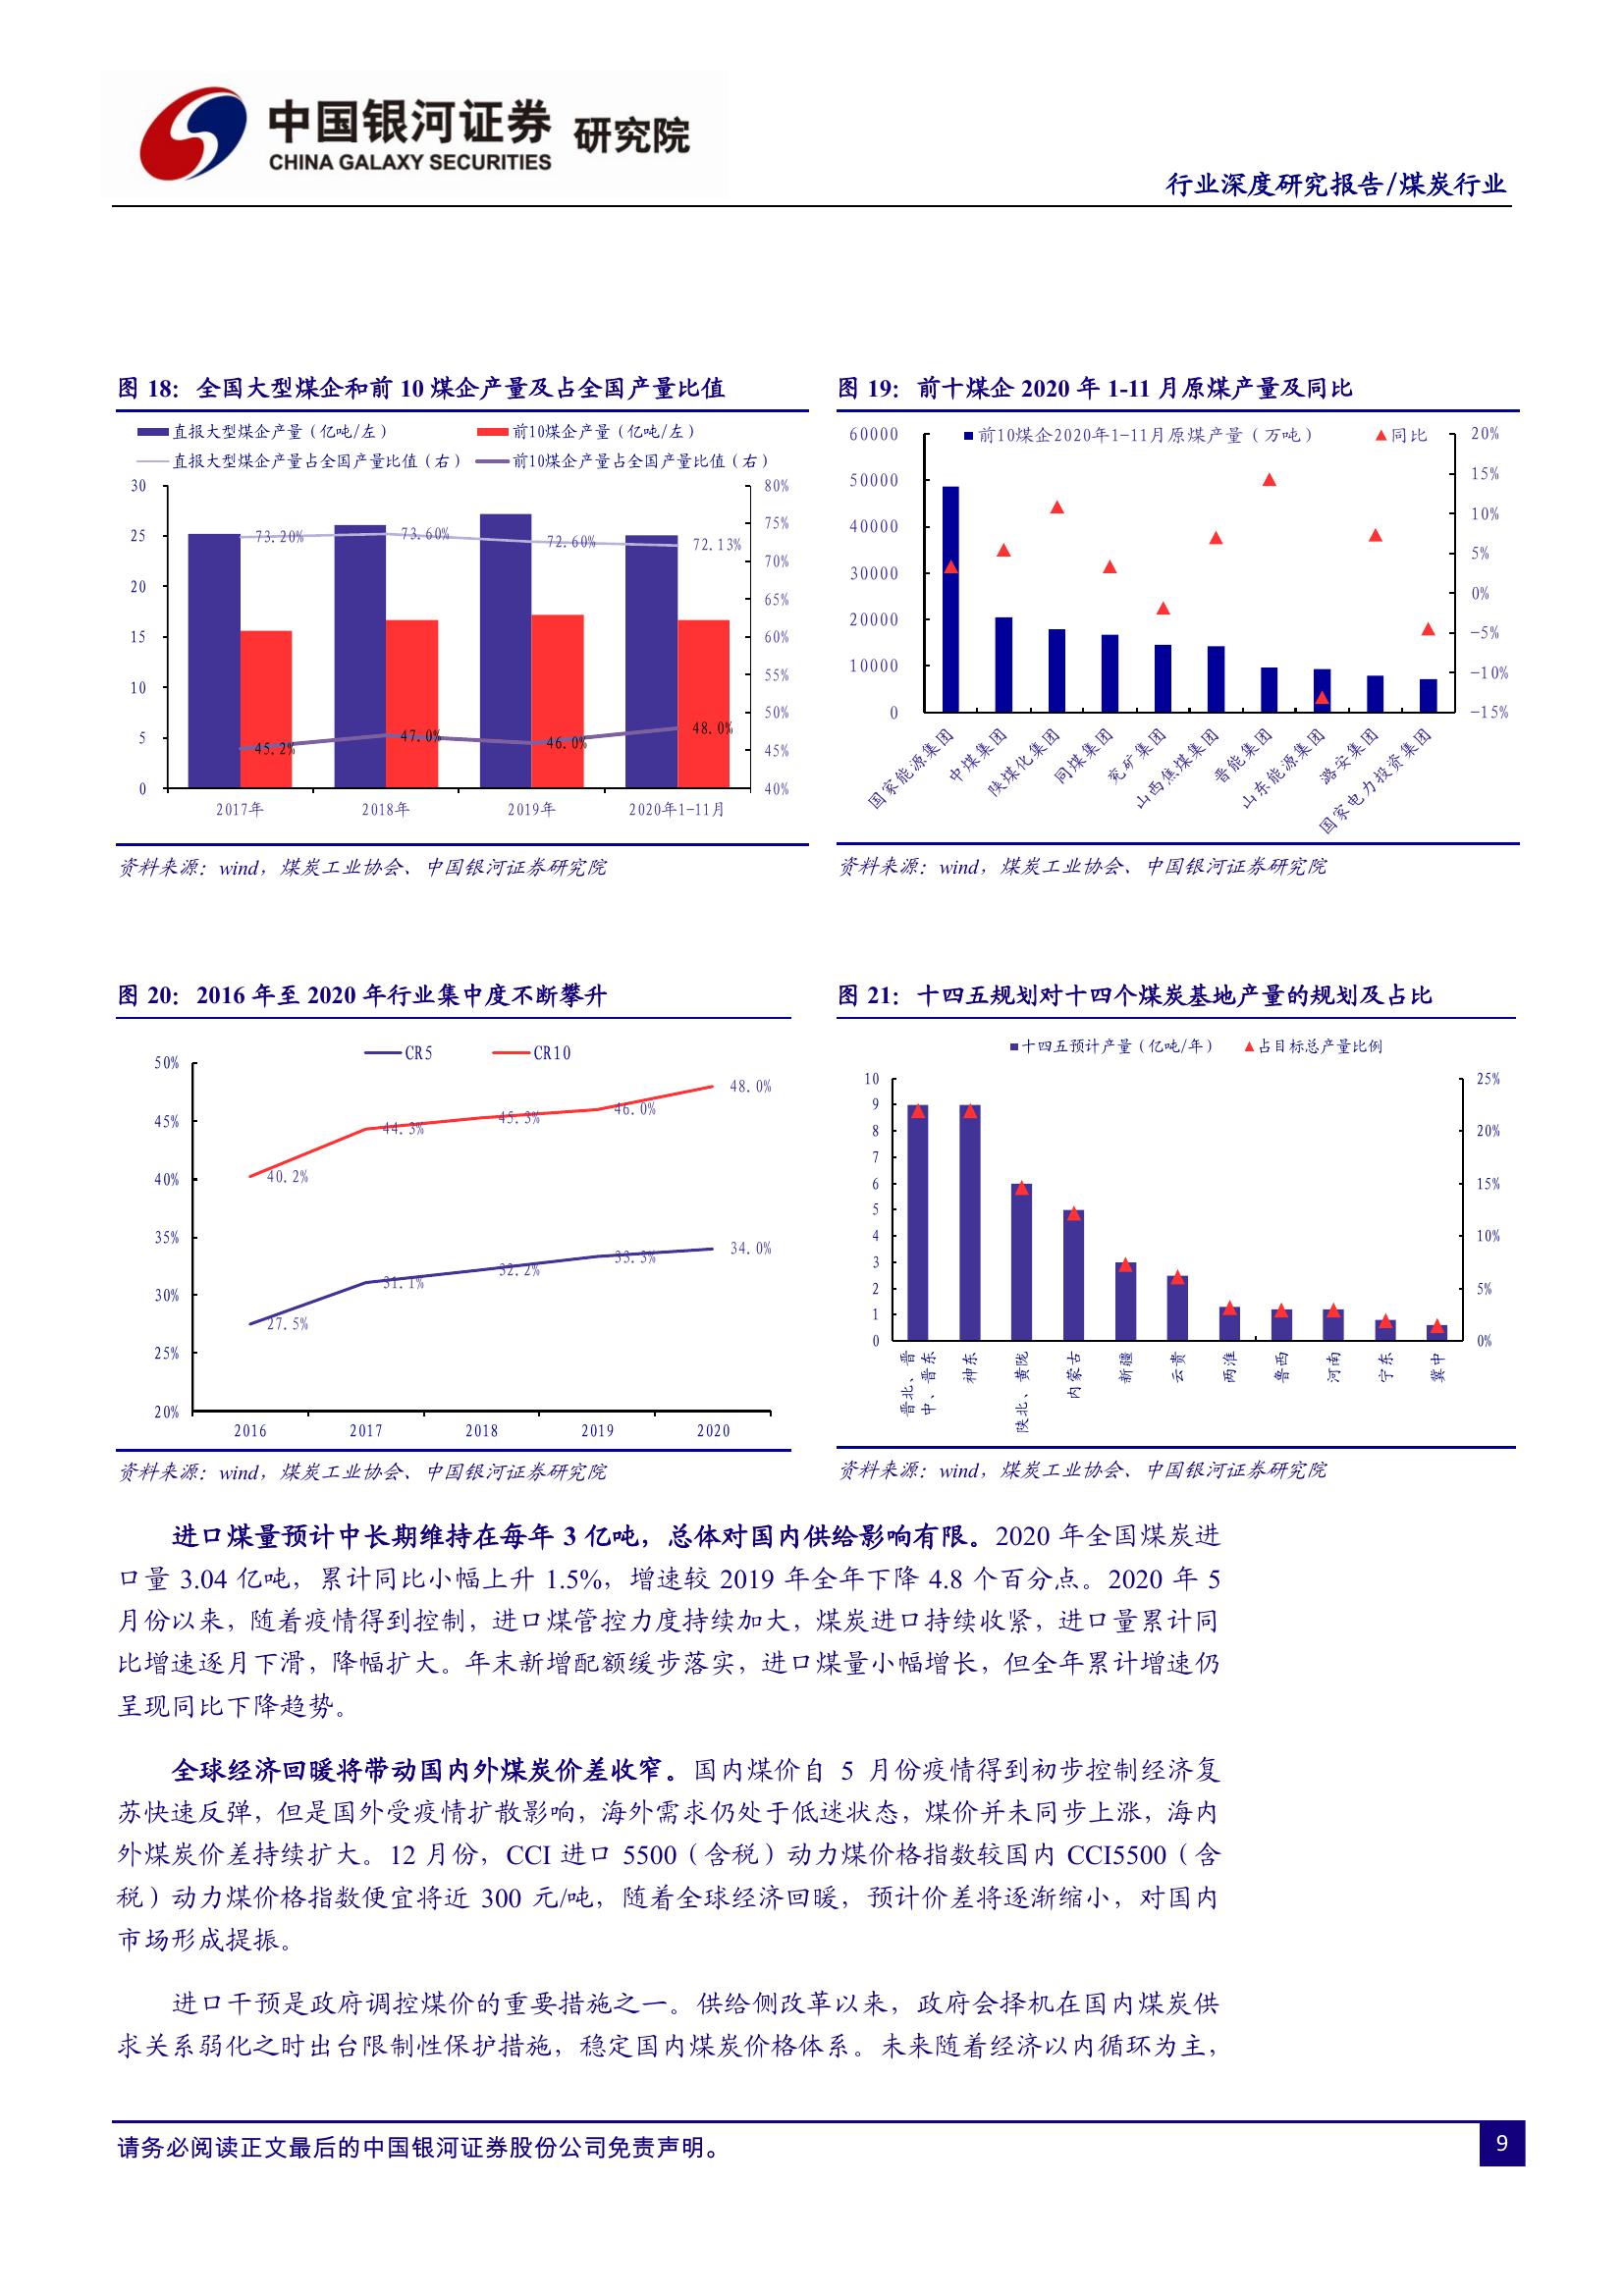 中国银河证券 研究院
CHINA GALAXY SECURITIES
行业深度研究报告/煤炭行业
图 18：全国大型煤企和前 10 煤企产量及占全国产量比值
直报大型煤企产量（亿吨/左）
前10煤企产量（亿吨/左）
直报大型煤企产量占全国产量比值（右）
前10煤企产量占全国产量比值（右）
30
25
20
15
10
5
0
80%
75%
70%
65%
60%
55%
50%
45%
40%
73.20%
73.60%
72.60%
72.13%
45.2%
47.0%
46.0%
48.0%
2017年
2018年
2019年
2020年1-11月
资料来源：wind，煤炭工业协会、中国银河证券研究院
图 19：前十煤企 2020 年 1-11 月原煤产量及同比
前10煤企2020年1-11月原煤产量（万吨）
同比
60000
50000
40000
30000
20000
10000
0
20%
15%
10%
5%
0%
-5%
-10%
-15%
国家能源集团
中煤集团
陕煤化集团
同煤集团
兖矿集团
山西焦煤集团
晋能集团
山东能源集团
潞安集团
国家电力投资集团
资料来源：wind，煤炭工业协会、中国银河证券研究院
图 20：2016 年至 2020 年行业集中度不断攀升
CR5
CR10
50%
45%
40%
35%
30%
25%
20%
40.2%
44.3%
45.3%
46.0%
48.0%
27.5%
31.1%
32.2%
33.3%
34.0%
2016
2017
2018
2019
2020
资料来源：wind，煤炭工业协会、中国银河证券研究院
图 21：十四五规划对十四个煤炭基地产量的规划及占比
十四五预计产量（亿吨/年）
占目标总产量比例
10
9
8
7
6
5
4
3
2
1
0
25%
20%
15%
10%
5%
0%
晋北、晋
中、晋东
神东
陕北、黄陇
内蒙古
新疆
云贵
两淮
鲁西
河南
宁东
冀中
资料来源：wind，煤炭工业协会、中国银河证券研究院
进口煤量预计中长期维持在每年 3 亿吨，总体对国内供给影响有限。2020 年全国煤炭进
口量 3.04 亿吨，累计同比小幅上升 1.5%，增速较 2019 年全年下降 4.8 个百分点。2020 年 5
月份以来，随着疫情得到控制，进口煤管控力度持续加大，煤炭进口持续收紧，进口量累计同
比增速逐月下滑，降幅扩大。年末新增配额缓步落实，进口煤量小幅增长，但全年累计增速仍
呈现同比下降趋势。
全球经济回暖将带动国内外煤炭价差收窄。国内煤价自 5 月份疫情得到初步控制经济复
苏快速反弹，但是国外受疫情扩散影响，海外需求仍处于低迷状态，煤价并未同步上涨，海内
外煤炭价差持续扩大。12 月份，CCI 进口 5500（含税）动力煤价格指数较国内 CCI5500（含
税）动力煤价格指数便宜将近 300 元/吨，随着全球经济回暖，预计价差将逐渐缩小，对国内
市场形成提振。
进口干预是政府调控煤价的重要措施之一。供给侧改革以来，政府会择机在国内煤炭供
求关系弱化之时出台限制性保护措施，稳定国内煤炭价格体系。未来随着经济以内循环为主，
请务必阅读正文最后的中国银河证券股份公司免责声明。
9